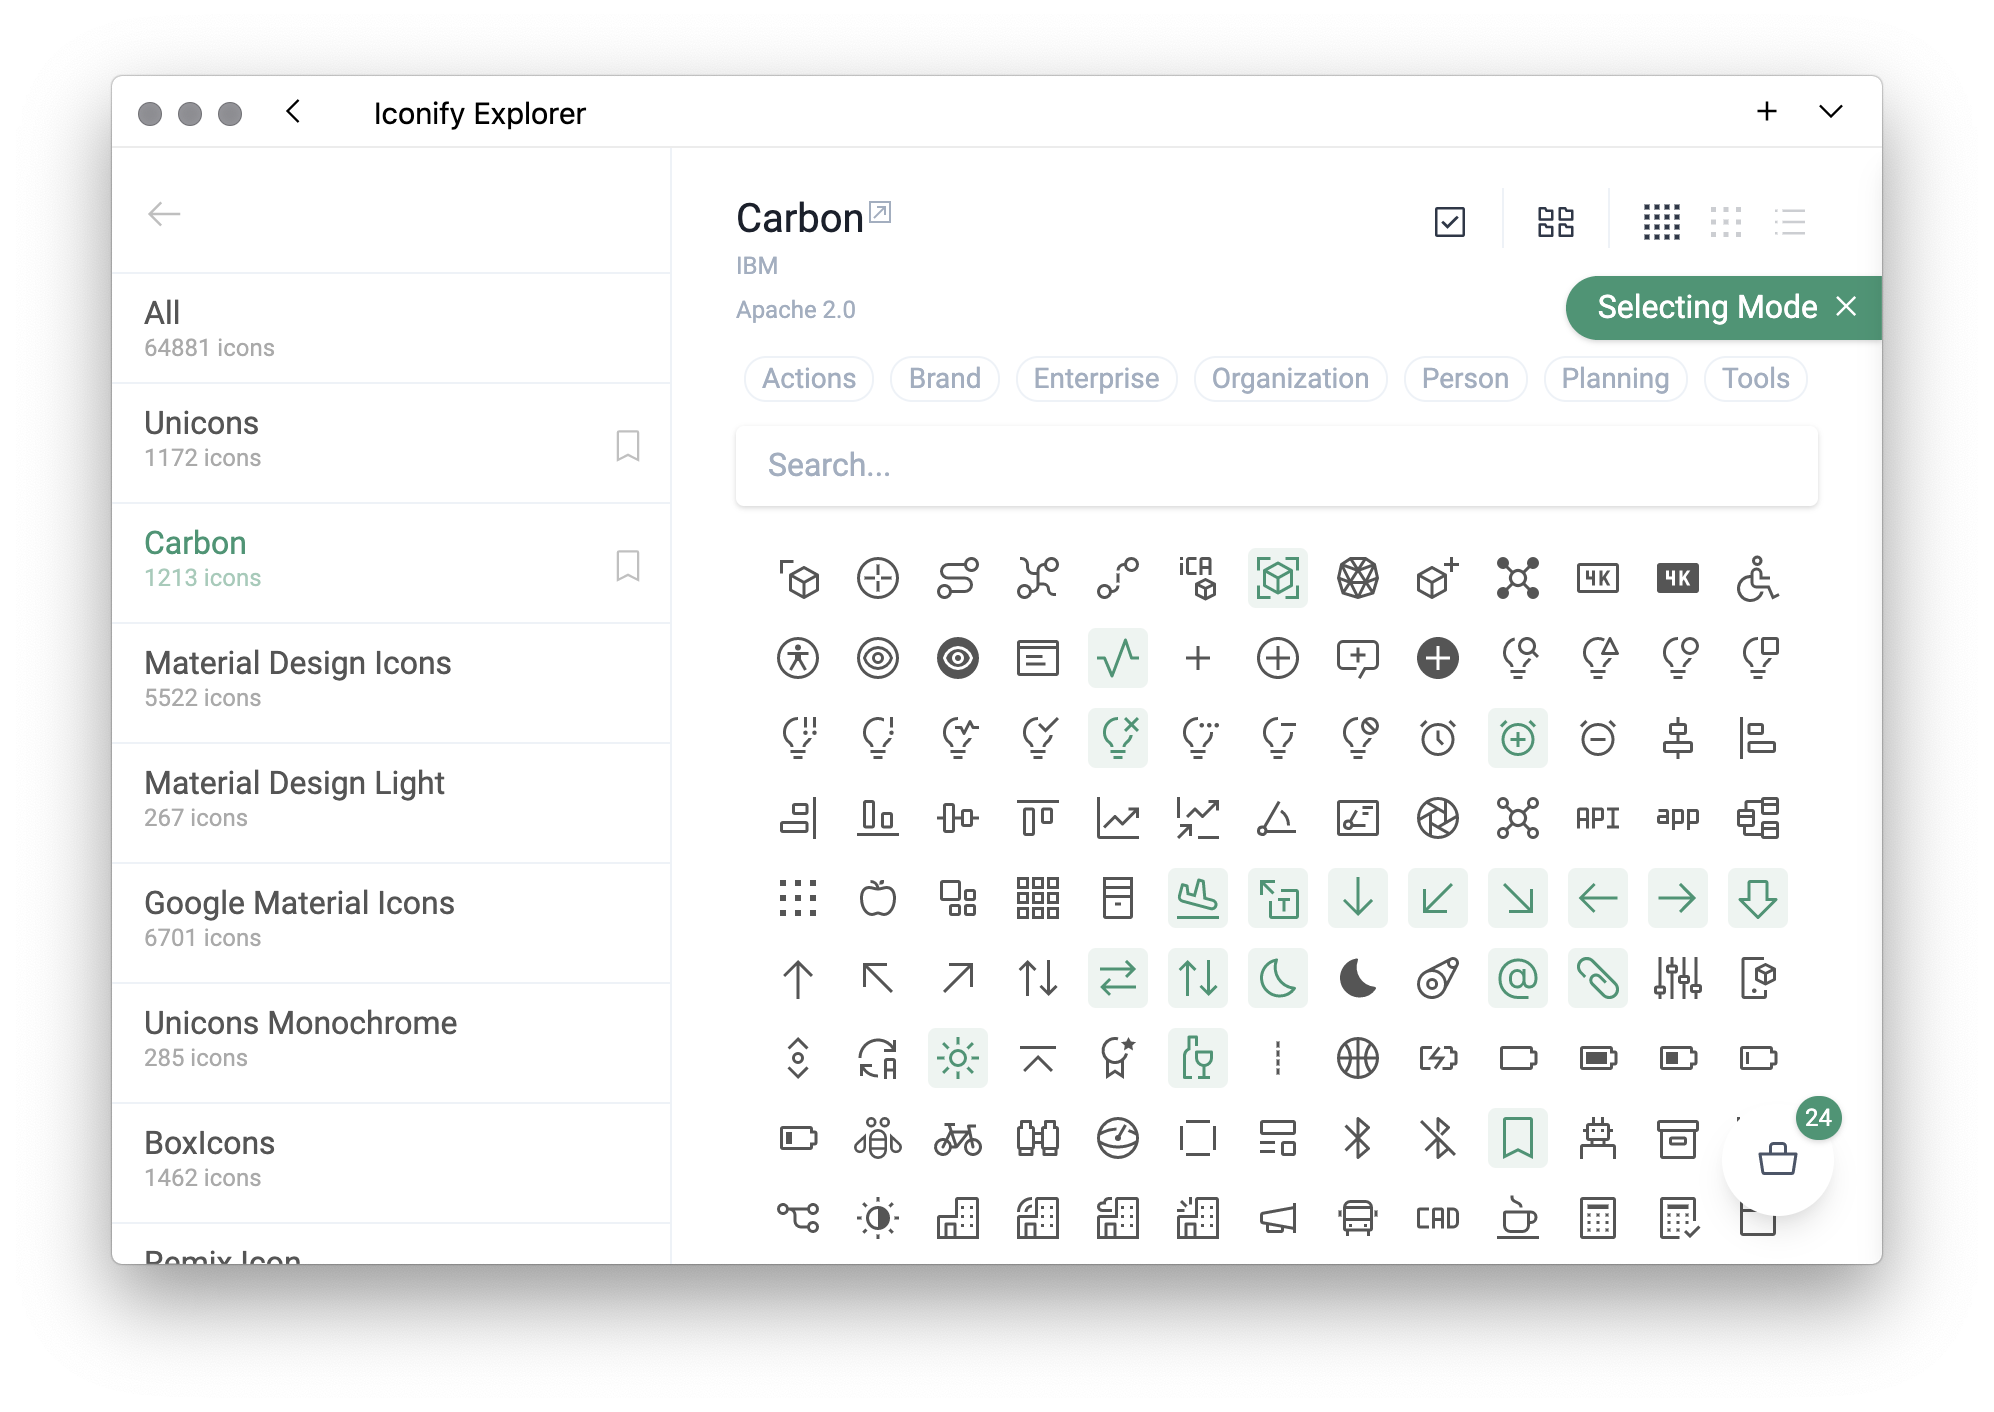 Iconify Explorer
All
64881 icons
Unicons
1172 icons
Carbon
1213 icons
Material Design Icons
5522 icons
Material Design Light
267 icons
Google Material Icons
6701 icons
Unicons Monochrome
285 icons
BoxIcons
1462 icons
Remix Icon
Carbon
IBM
Apache 2.0
Selecting Mode
Actions Brand Enterprise Organization Person Planning Tools
Search...
iCA 4K 4K
API app
T
@
A
24
CAD